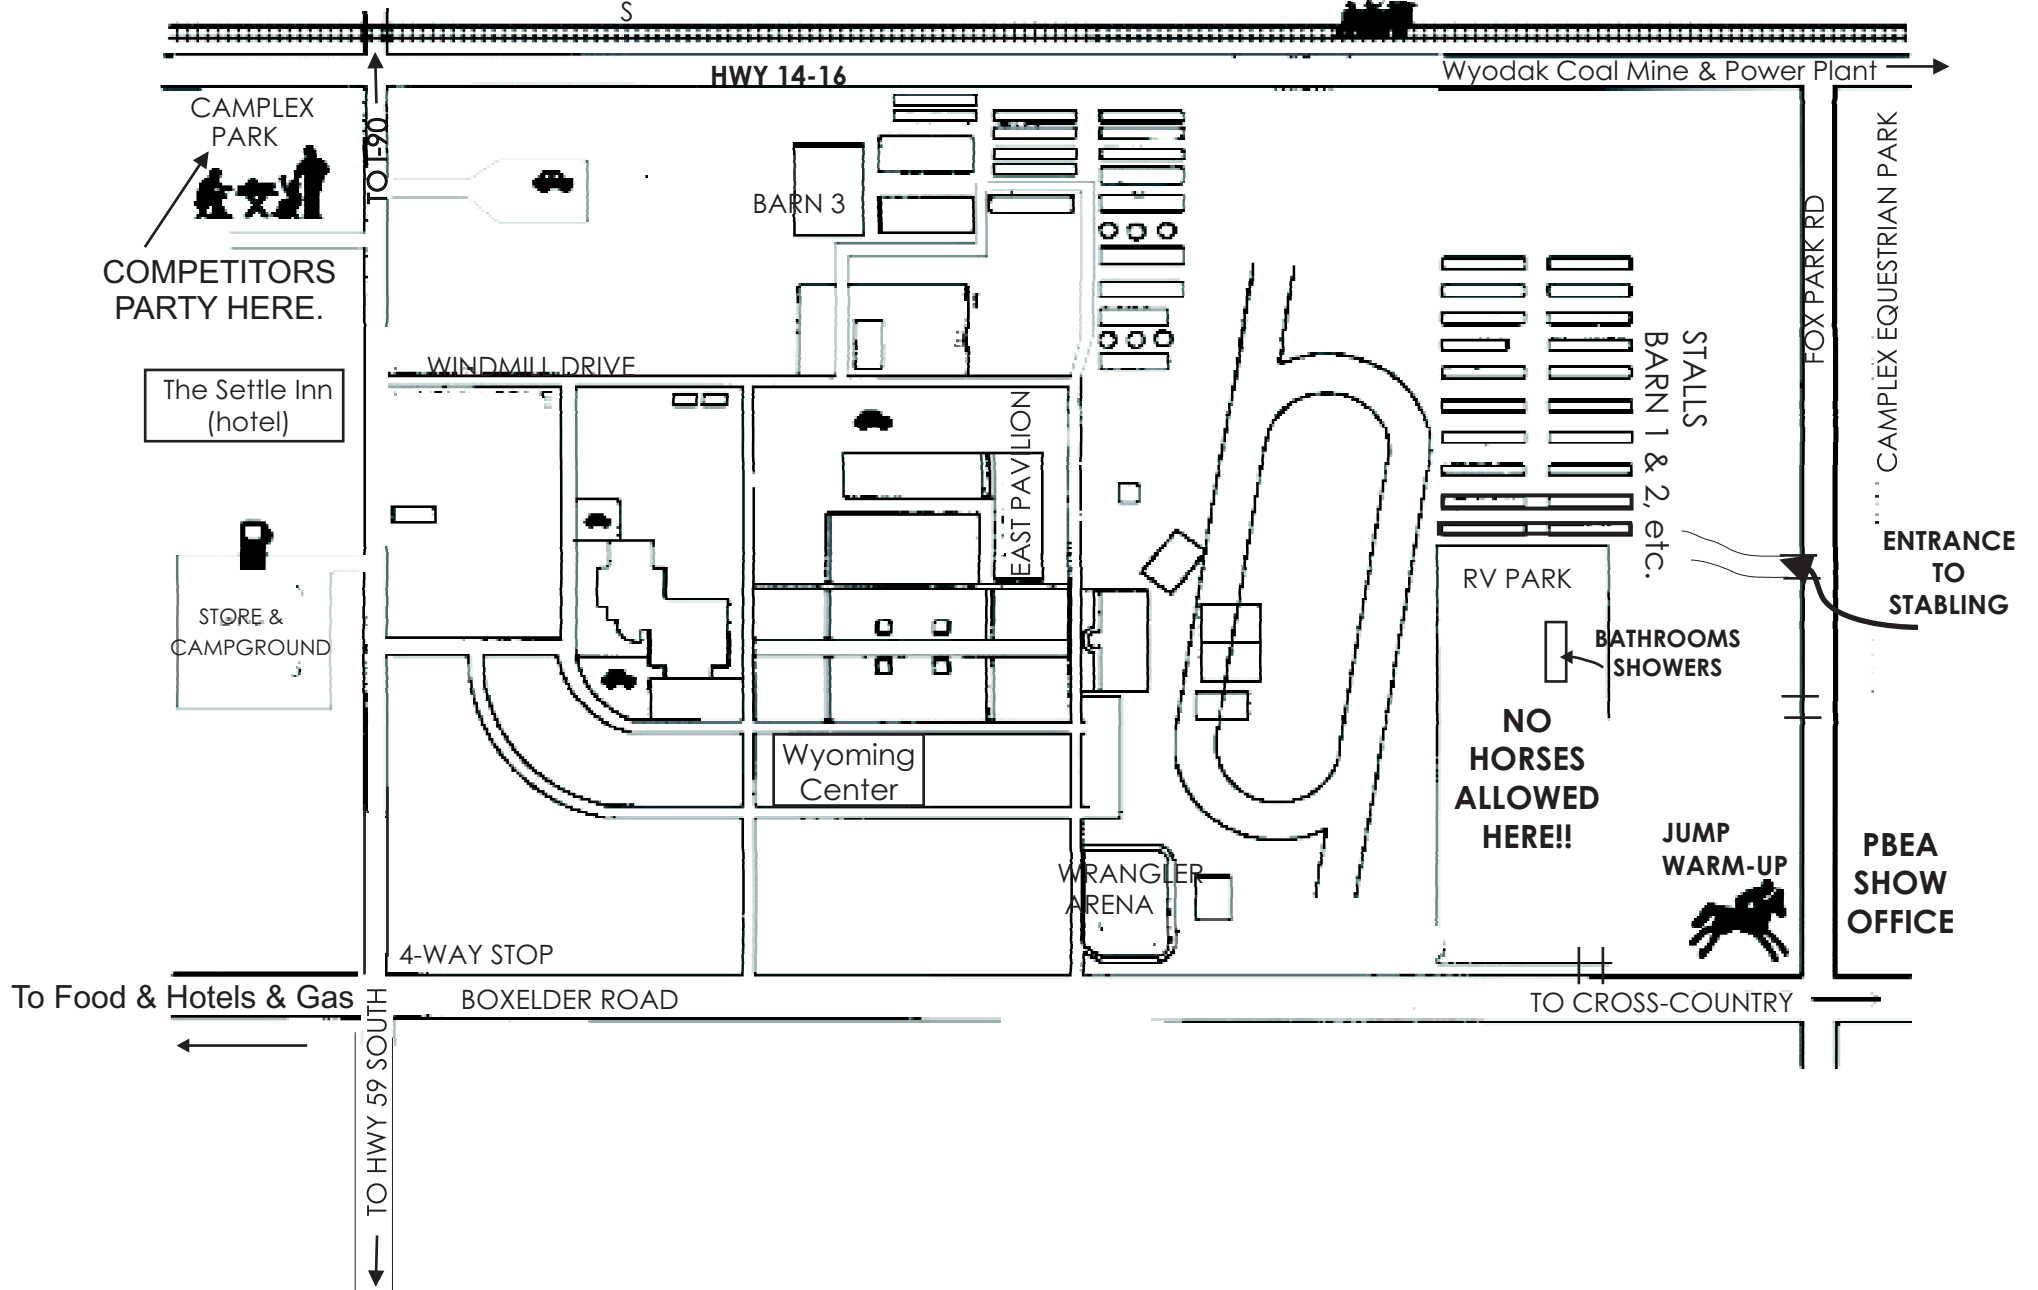 S
HWY 14-16
Wyodak Coal Mine & Power Plant
CAMPLEX
PARK
TO I-90
COMPETITORS
PARTY HERE.
BARN 3
FOX PARK RD
CAMPLEX EQUESTRIAN PARK
WINDMILL DRIVE
The Settle Inn
(hotel)
STALLS
BARN 1 & 2, etc.
EAST PAVILION
ENTRANCE
TO
STABLING
RV PARK
STORE &
CAMPGROUND
BATHROOMS
SHOWERS
NO
HORSES
ALLOWED
HERE!!
Wyoming
Center
JUMP
WARM-UP
PBEA
SHOW
OFFICE
WRANGLER
ARENA
4-WAY STOP
To Food & Hotels & Gas
BOXELDER ROAD
TO CROSS-COUNTRY
TO HWY 59 SOUTH